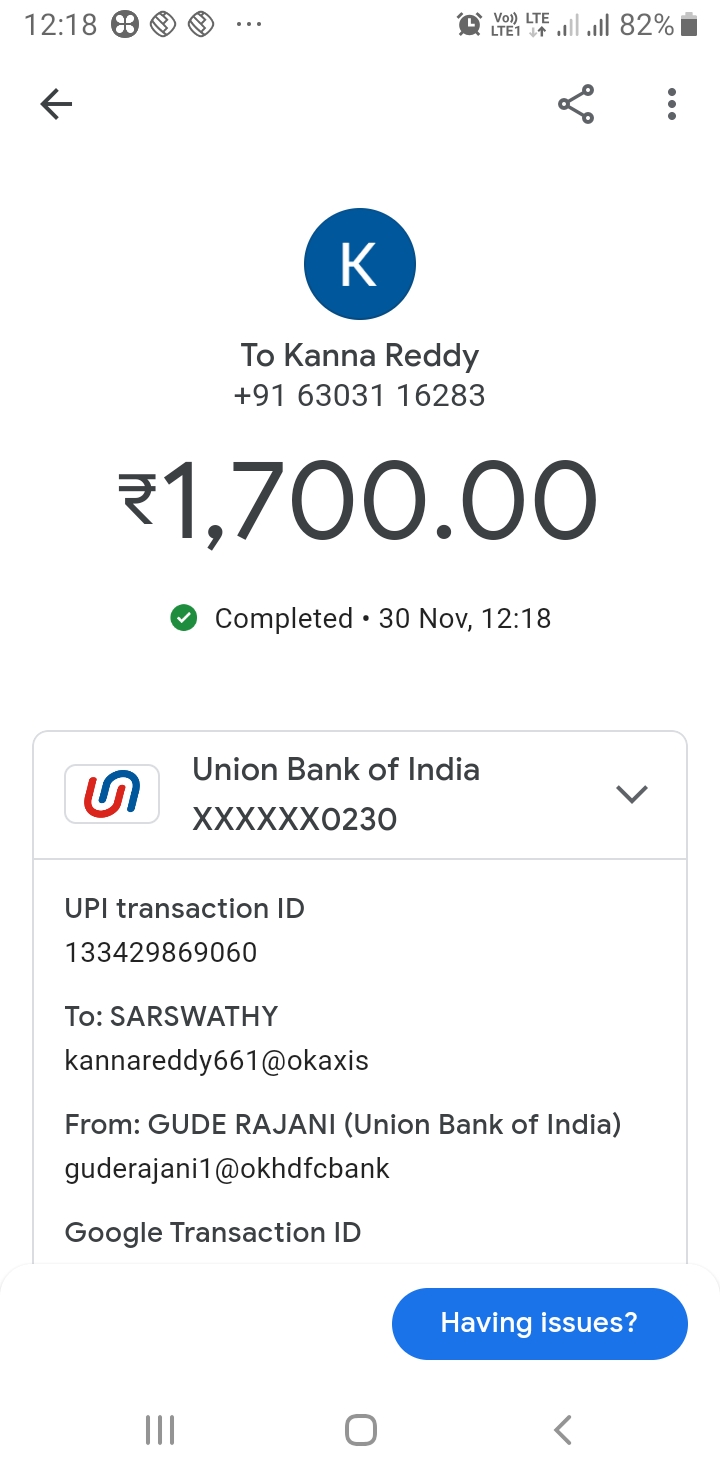 12:18 ... Vo)) LTE LTE1 82%
K
To Kanna Reddy
+91 63031 16283
₹1,700.00
Completed • 30 Nov, 12:18
Union Bank of India
XXXXXX0230
UPI transaction ID
133429869060
To: SARSWATHY
kannareddy661@okaxis
From: GUDE RAJANI (Union Bank of India)
guderajani1@okhdfcbank
Google Transaction ID
Having issues?